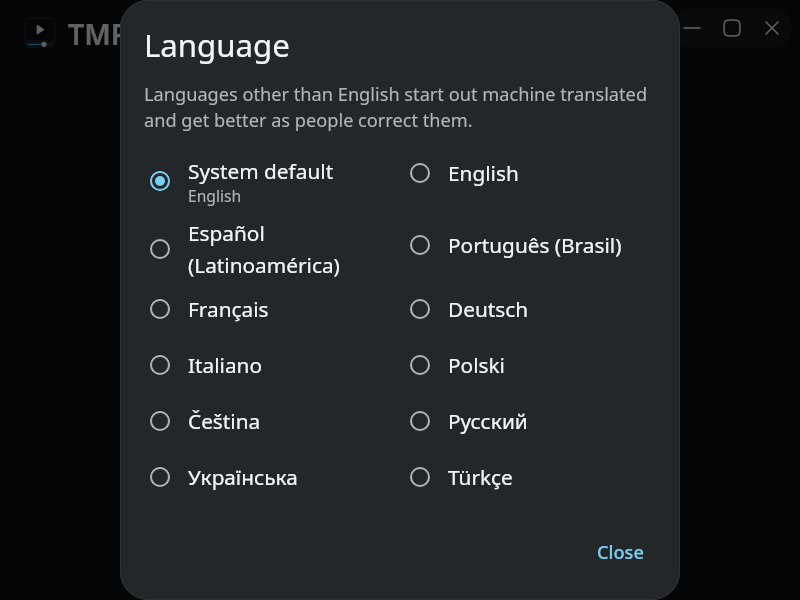 TMP
Language
Languages other than English start out machine translated
and get better as people correct them.
System default
English
English
Español
(Latinoamérica)
Português (Brasil)
Français
Deutsch
Italiano
Polski
Čeština
Русский
Українська
Türkçe
Close